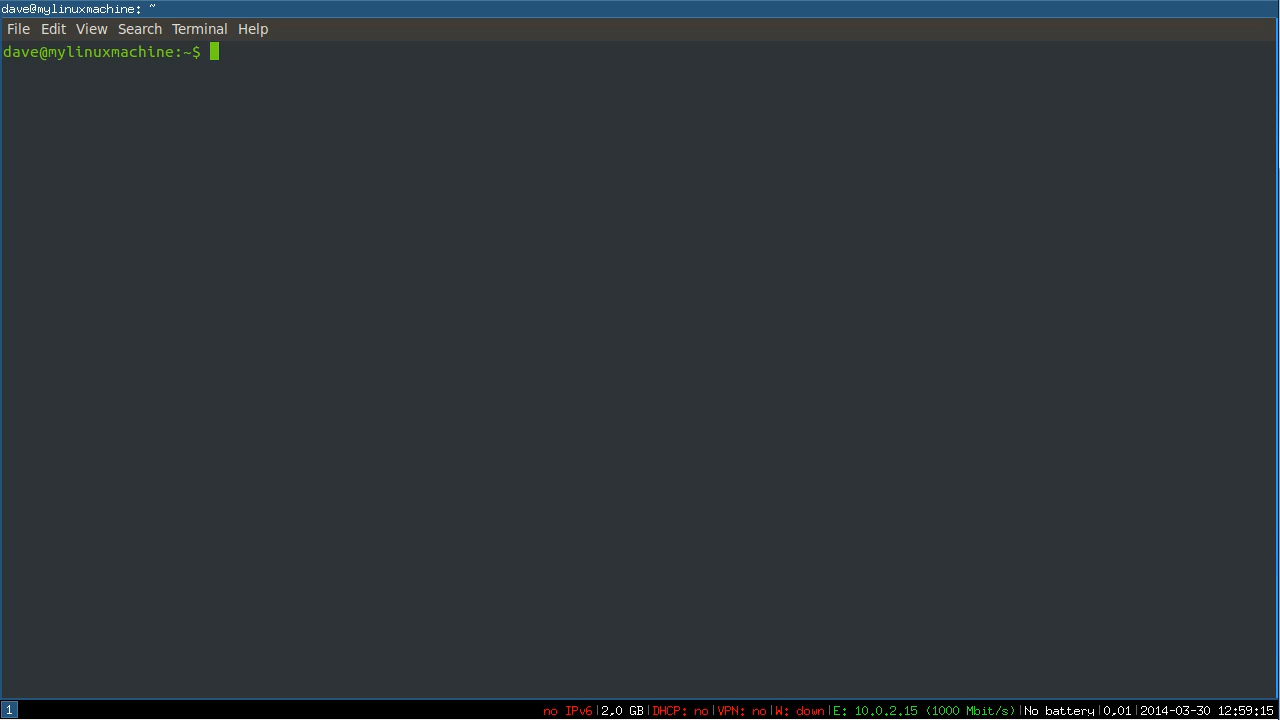 dave@mylinuxmachine: ~
File Edit View Search Terminal Help
dave@mylinuxmachine:~$
1 no IPv6|2,0 GB|DHCP: no|VPN: no|W: down|E: 10.0.2.15 (1000 Mbit/s)|No battery|0,01|2014-03-30 12:59:15